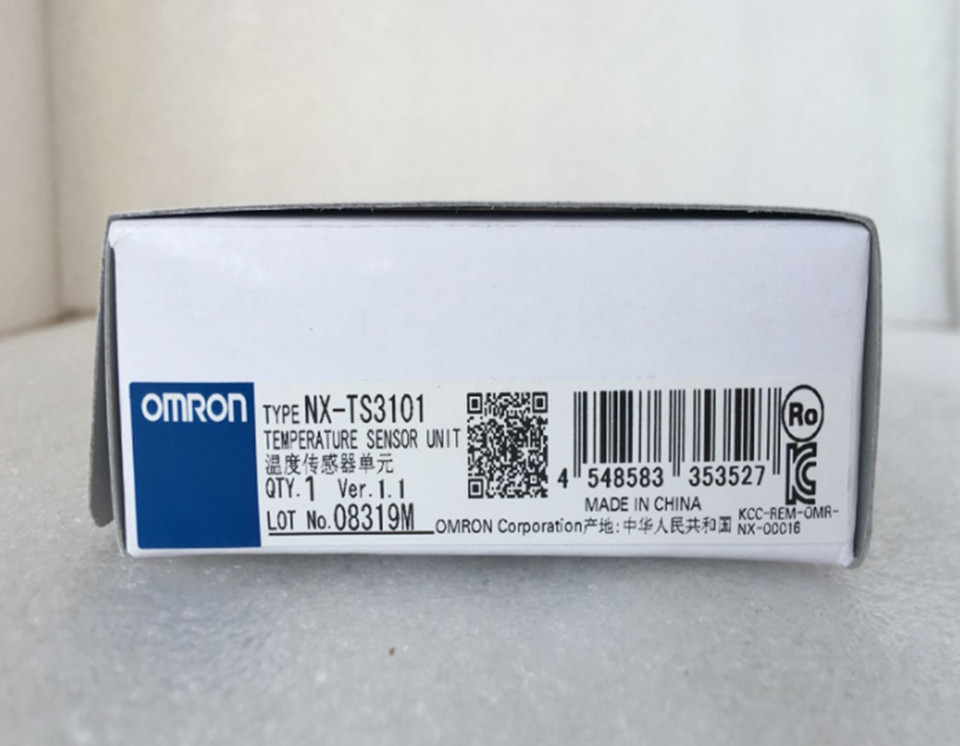 OMRON
TYPE NX-TS3101
TEMPERATURE SENSOR UNIT
温度传感器单元
QTY. 1 Ver.1.1
LOT No. 08319M
4 548583 353527
MADE IN CHINA
OMRON Corporation产地:中华人民共和国
Ro
KCC-REM-OMR-
NX-00016